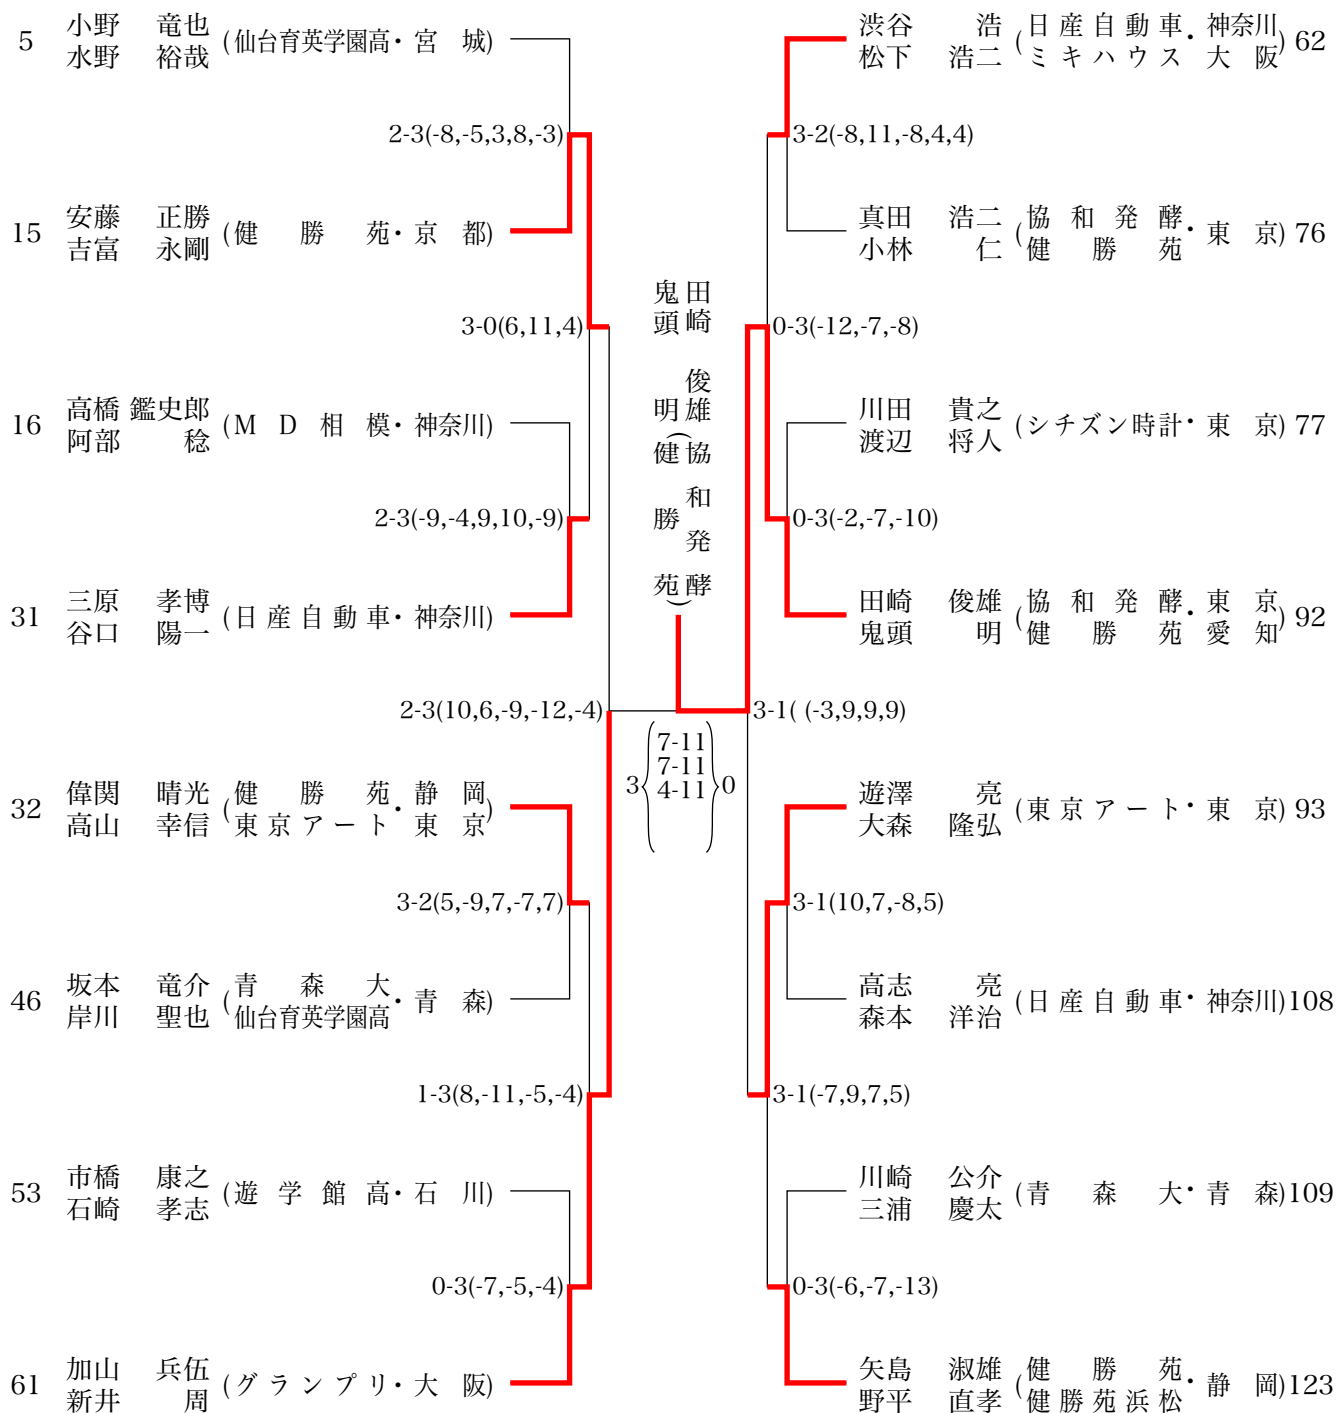 5 小野 竜也 水野 裕哉 (仙台育英学園高・宮城)
2-3(-8,-5,3,8,-3)
15 安藤 正勝 吉富 永剛 (健勝苑・京都)
3-0(6,11,4)
16 高橋 鑑史郎 阿部 稔 (MD相模・神奈川)
2-3(-9,-4,9,10,-9)
31 三原 孝博 谷口 陽一 (日産自動車・神奈川)
2-3(10,6,-9,-12,-4)
32 偉関 晴光 高山 幸信 (健勝苑 東京アート・静岡 東京)
3-2(5,-9,7,-7,7)
46 坂本 竜介 岸川 聖也 (青森大 仙台育英学園高・青森)
1-3(8,-11,-5,-4)
53 市橋 康之 石崎 孝志 (遊学館高・石川)
0-3(-7,-5,-4)
61 加山 兵伍 新井 周 (グランプリ・大阪)
田崎 俊雄(協和発酵)
鬼頭 明(健勝苑)
3 { 7-11
7-11
4-11 } 0
渋谷 浩 松下 浩二 (日産自動車 ミキハウス・神奈川 大阪) 62
3-2(-8,11,-8,4,4)
真田 浩二 小林 仁 (協和発酵 健勝苑・東京) 76
0-3(-12,-7,-8)
川田 貴之 渡辺 将人 (シチズン時計・東京) 77
0-3(-2,-7,-10)
田崎 俊雄 鬼頭 明 (協和発酵 健勝苑・東京 愛知) 92
3-1( (-3,9,9,9)
遊澤 亮 大森 隆弘 (東京アート・東京) 93
3-1(10,7,-8,5)
高志 亮 森本 洋治 (日産自動車・神奈川) 108
3-1(-7,9,7,5)
川崎 公介 三浦 慶太 (青森大・青森) 109
0-3(-6,-7,-13)
矢島 淑雄 野平 直孝 (健勝苑 健勝苑浜松・静岡) 123